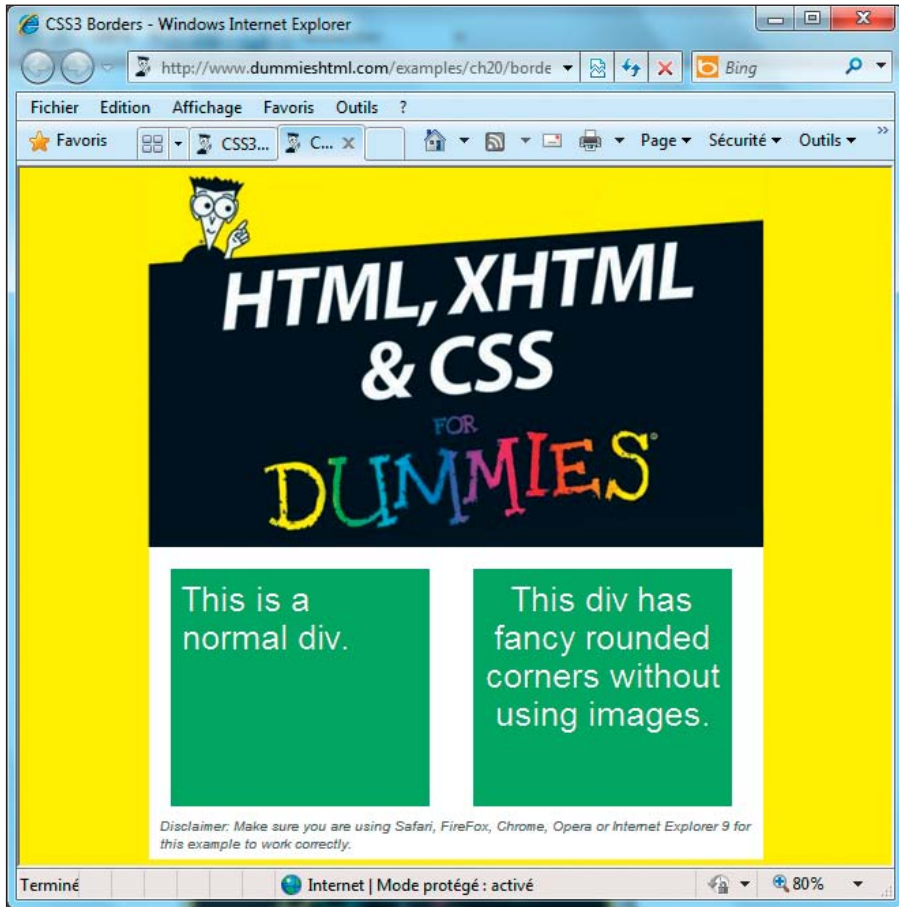 CSS3 Borders - Windows Internet Explorer
http://www.dummieshtml.com/examples/ch20/borde
Bing
Fichier Edition Affichage Favoris Outils ?
Favoris CSS3... C... Page Sécurité Outils
HTML, XHTML
& CSS
FOR
DUMMIES
This is a
normal div.
This div has
fancy rounded
corners without
using images.
Disclaimer: Make sure you are using Safari, FireFox, Chrome, Opera or Internet Explorer 9 for
this example to work correctly.
Terminé Internet | Mode protégé : activé 80%